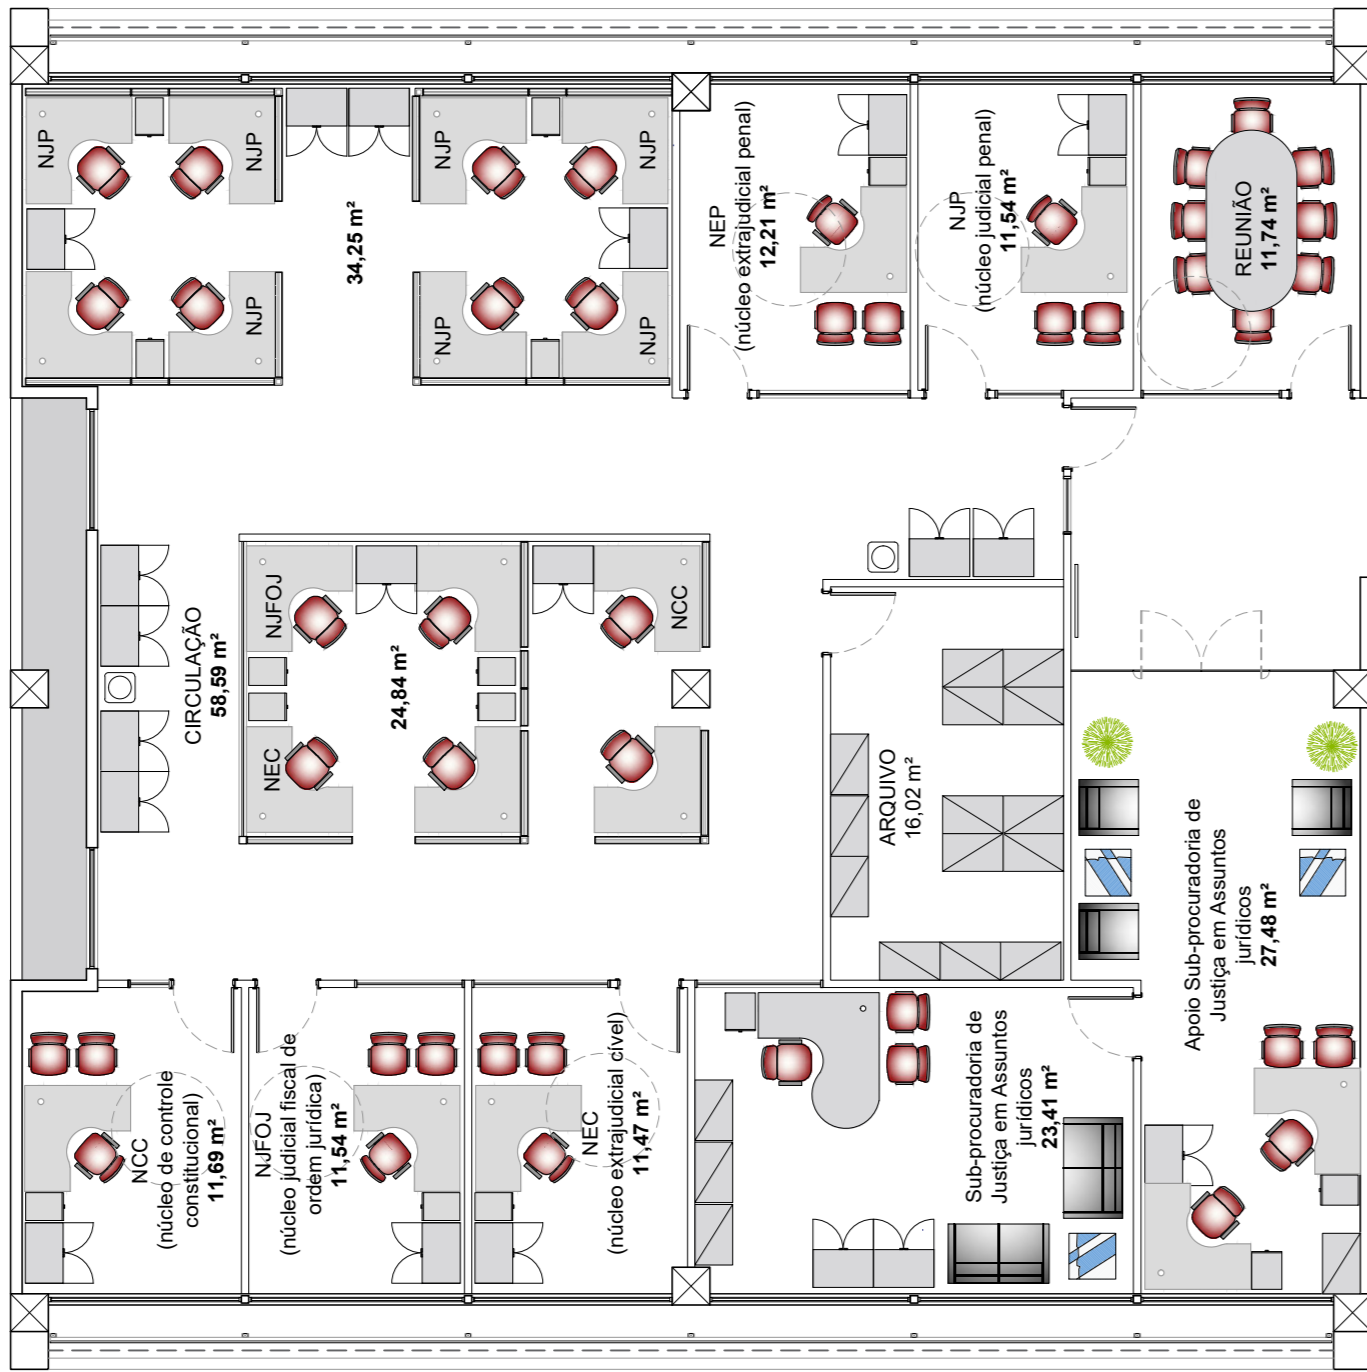 NJP
NJP
NJP
NJP
NJP
NJP
NJP
34,25 m²
NEP
(núcleo extrajudicial penal)
12,21 m²
NJP
(núcleo judicial penal)
11,54 m²
REUNIÃO
11,74 m²
CIRCULAÇÃO
58,59 m²
NJFOJ
NEC
24,84 m²
NCC
ARQUIVO
16,02 m²
Apoio Sub-procuradoria de
Justiça em Assuntos
jurídicos
27,48 m²
NCC
(núcleo de controle
constitucional)
11,69 m²
NJFOJ
(núcleo judicial fiscal de
ordem jurídica)
11,54 m²
NEC
(núcleo extrajudicial cível)
11,47 m²
Sub-procuradoria de
Justiça em Assuntos
jurídicos
23,41 m²